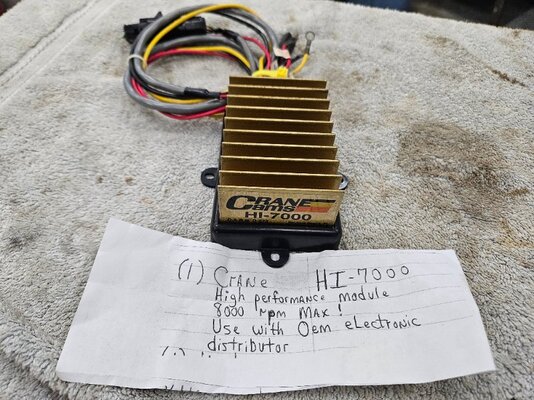 CRANE
Cams
HI-7000
(1) CRANE HI-7000
High performance module
8000 rpm MAX!
Use with Oem eLectronic
distributor